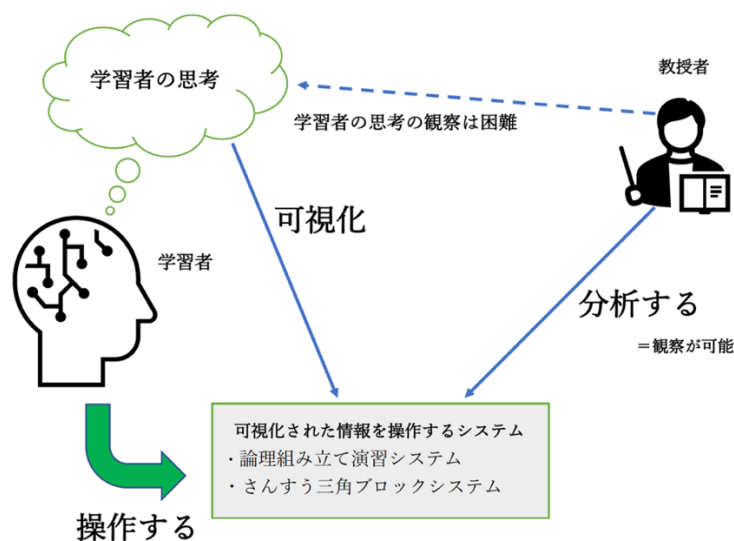 学習者の思考
教授者
学習者の思考の観察は困難
可視化
学習者
分析する
＝観察が可能
可視化された情報を操作するシステム
・論理組み立て演習システム
・さんすう三角ブロックシステム
操作する